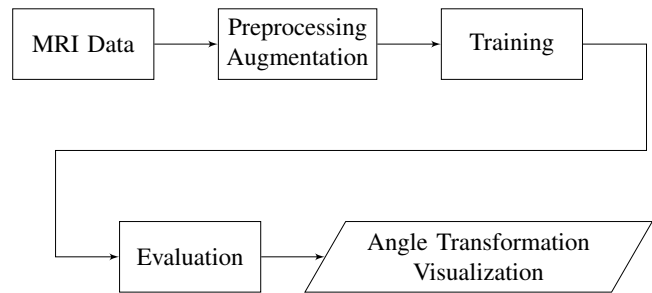 MRI Data
Preprocessing
Augmentation
Training
Evaluation
Angle Transformation
Visualization